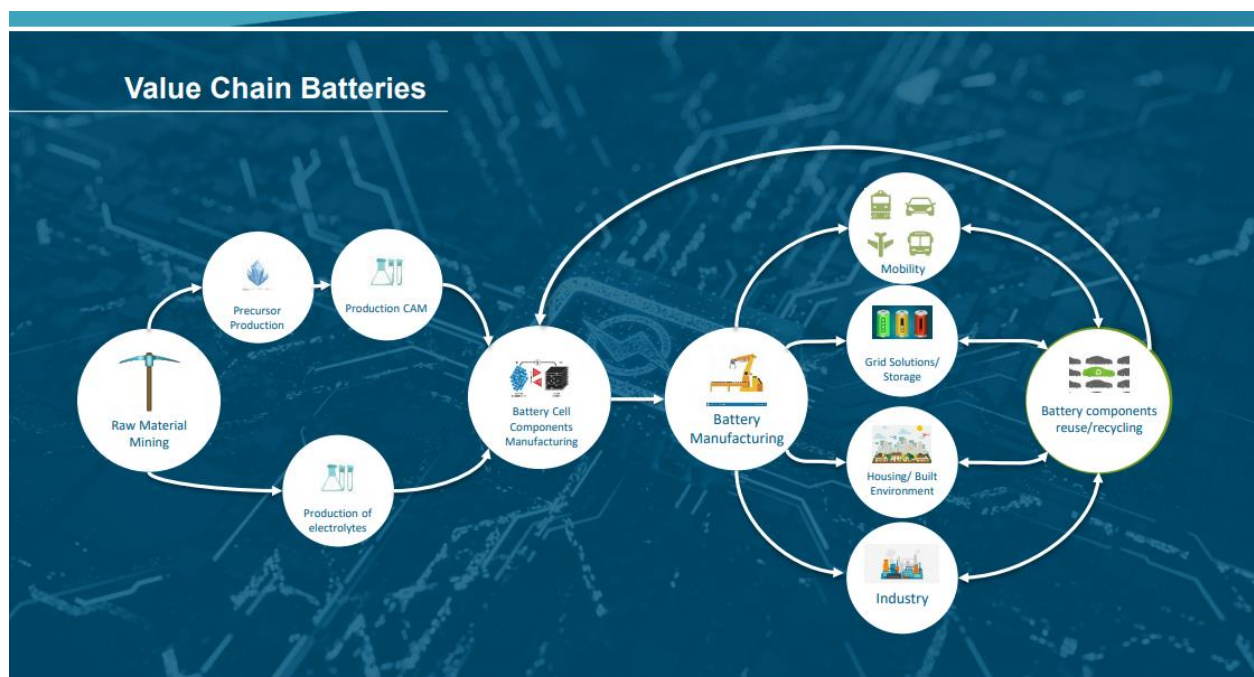 Value Chain Batteries
Raw Material
Mining
Precursor
Production
Production CAM
Production of
electrolytes
Battery Cell
Components
Manufacturing
Battery
Manufacturing
Mobility
Grid Solutions/
Storage
Housing/ Built
Environment
Industry
Battery components
reuse/recycling